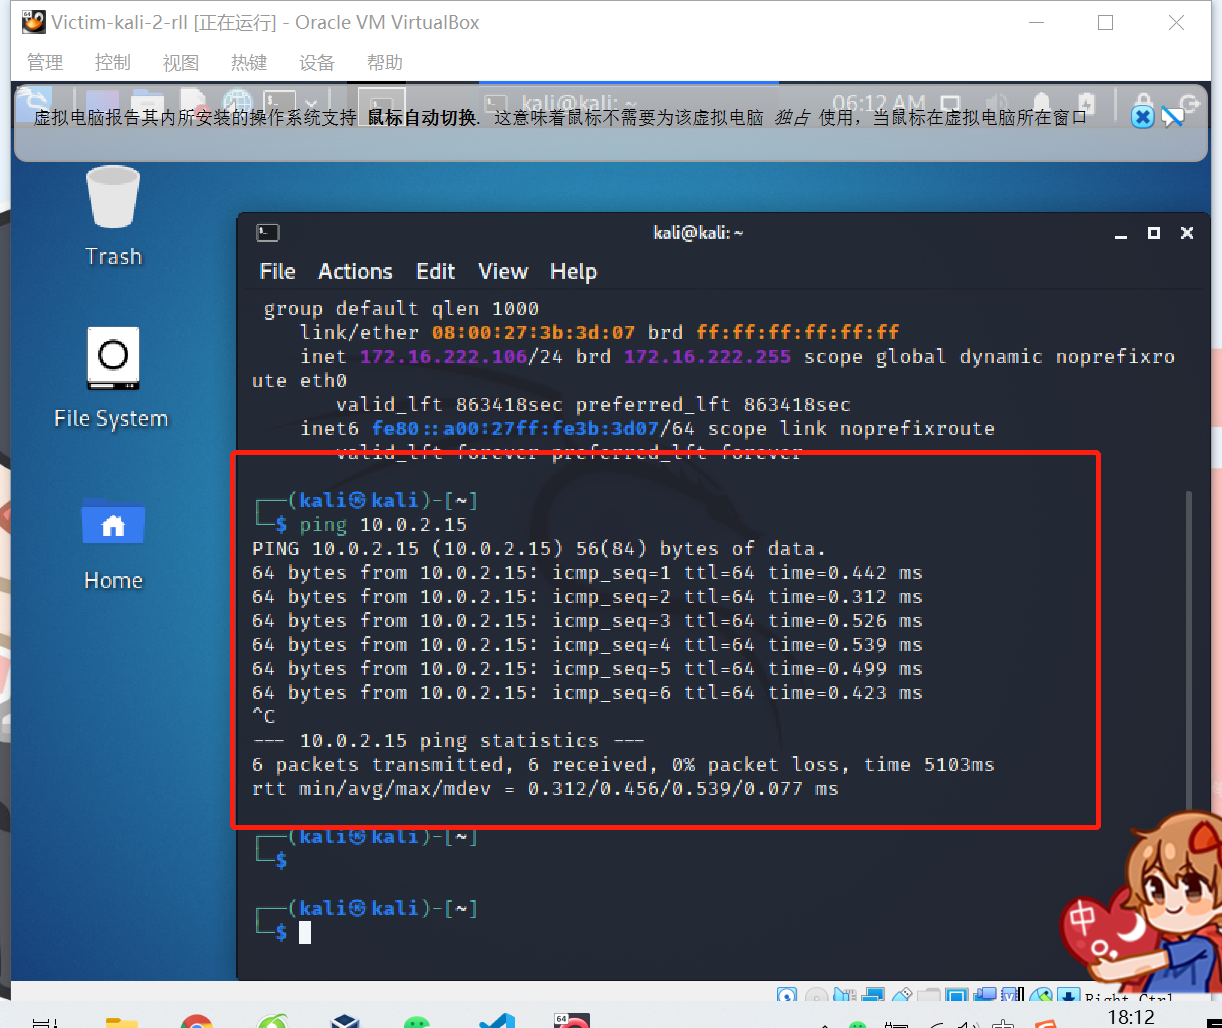 Victim-kali-2-rll [正在运行] - Oracle VM VirtualBox
管理 控制 视图 热键 设备 帮助
kali@kali: ~ 06:12 AM
虚拟电脑报告其内所安装的操作系统支持 鼠标自动切换. 这意味着鼠标不需要为该虚拟电脑 独占 使用，当鼠标在虚拟电脑所在窗口
Trash
File System
Home
kali@kali: ~
File Actions Edit View Help
group default qlen 1000
link/ether 08:00:27:3b:3d:07 brd ff:ff:ff:ff:ff:ff
inet 172.16.222.106/24 brd 172.16.222.255 scope global dynamic noprefixro
ute eth0
valid_lft 863418sec preferred_lft 863418sec
inet6 fe80::a00:27ff:fe3b:3d07/64 scope link noprefixroute
valid_lft forever preferred_lft forever
┌──(kali㉿kali)-[~]
└─$ ping 10.0.2.15
PING 10.0.2.15 (10.0.2.15) 56(84) bytes of data.
64 bytes from 10.0.2.15: icmp_seq=1 ttl=64 time=0.442 ms
64 bytes from 10.0.2.15: icmp_seq=2 ttl=64 time=0.312 ms
64 bytes from 10.0.2.15: icmp_seq=3 ttl=64 time=0.526 ms
64 bytes from 10.0.2.15: icmp_seq=4 ttl=64 time=0.539 ms
64 bytes from 10.0.2.15: icmp_seq=5 ttl=64 time=0.499 ms
64 bytes from 10.0.2.15: icmp_seq=6 ttl=64 time=0.423 ms
^C
--- 10.0.2.15 ping statistics ---
6 packets transmitted, 6 received, 0% packet loss, time 5103ms
rtt min/avg/max/mdev = 0.312/0.456/0.539/0.077 ms
┌──(kali㉿kali)-[~]
└─$
┌──(kali㉿kali)-[~]
└─$
中
Right Ctrl
18:12